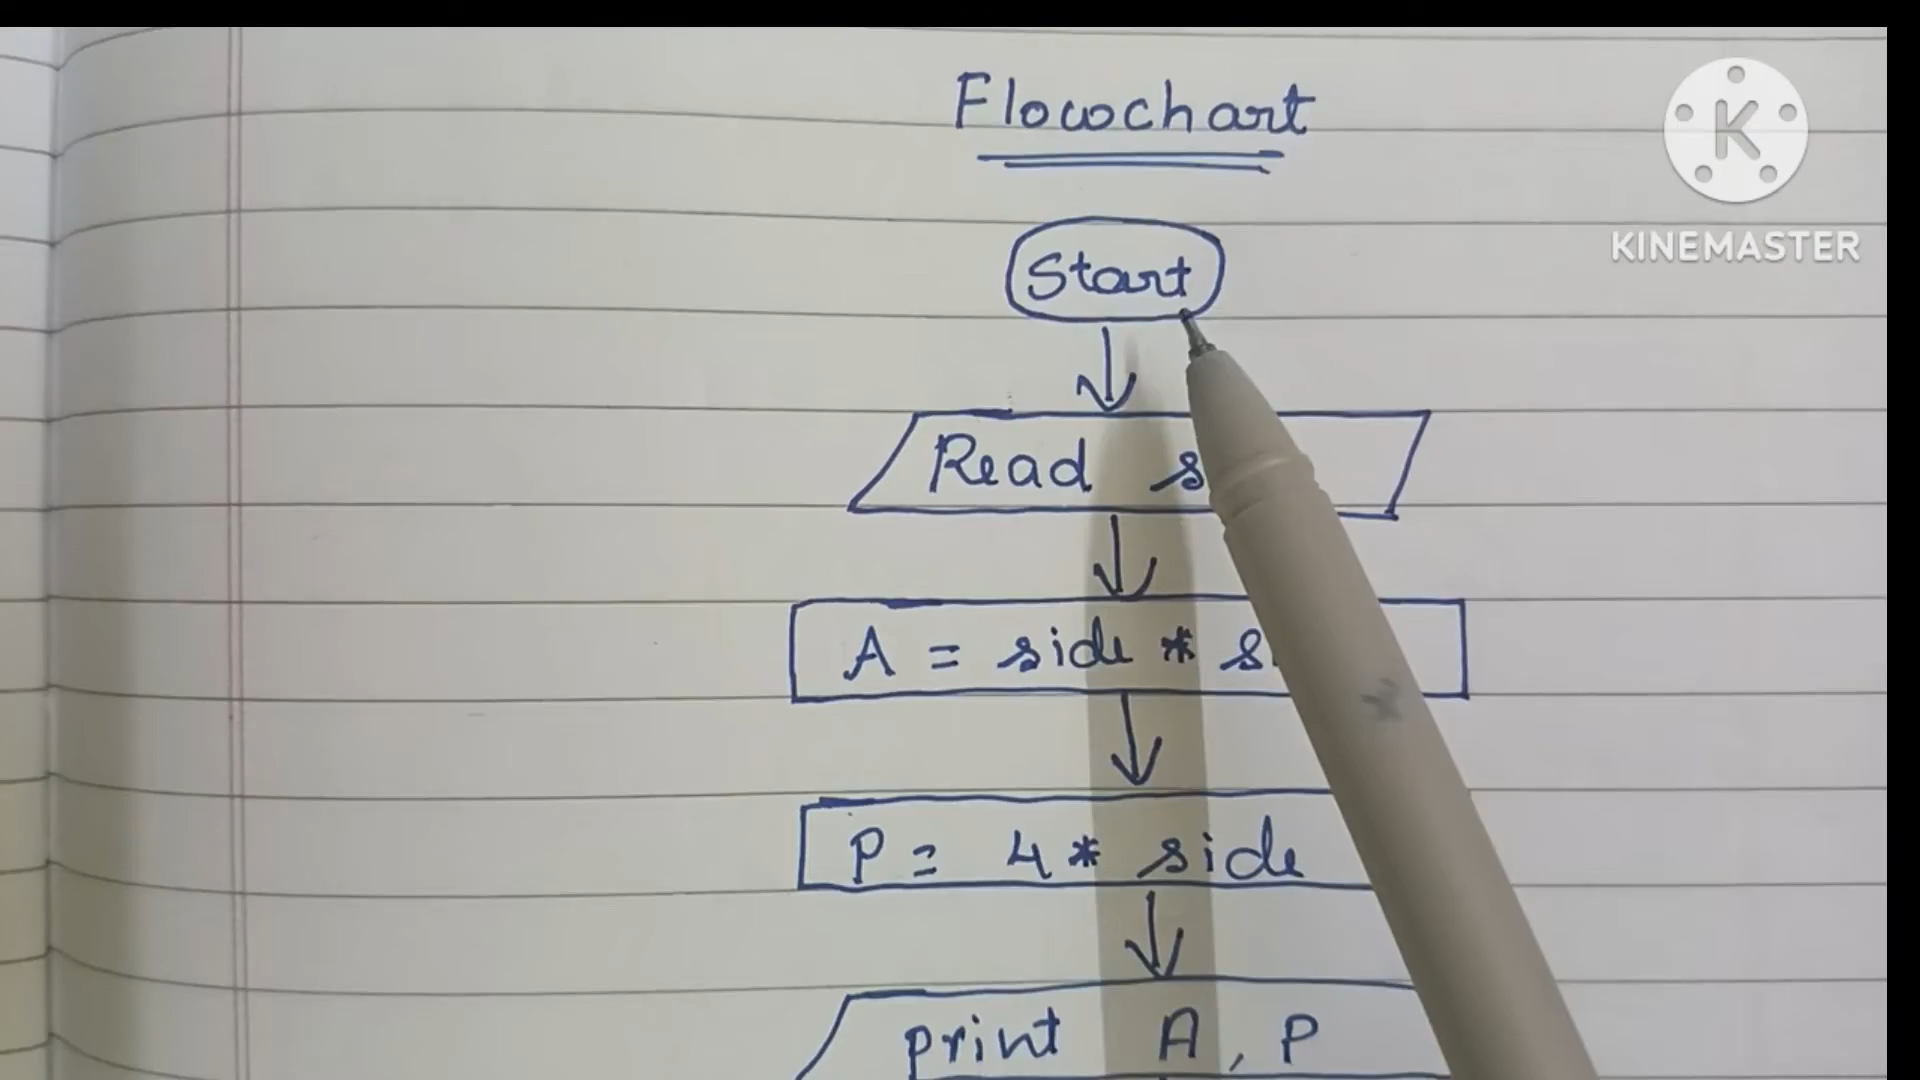 Flowchart
K
KINEMASTER
Start
Read
A = side *
P = 4 * side
print A, P